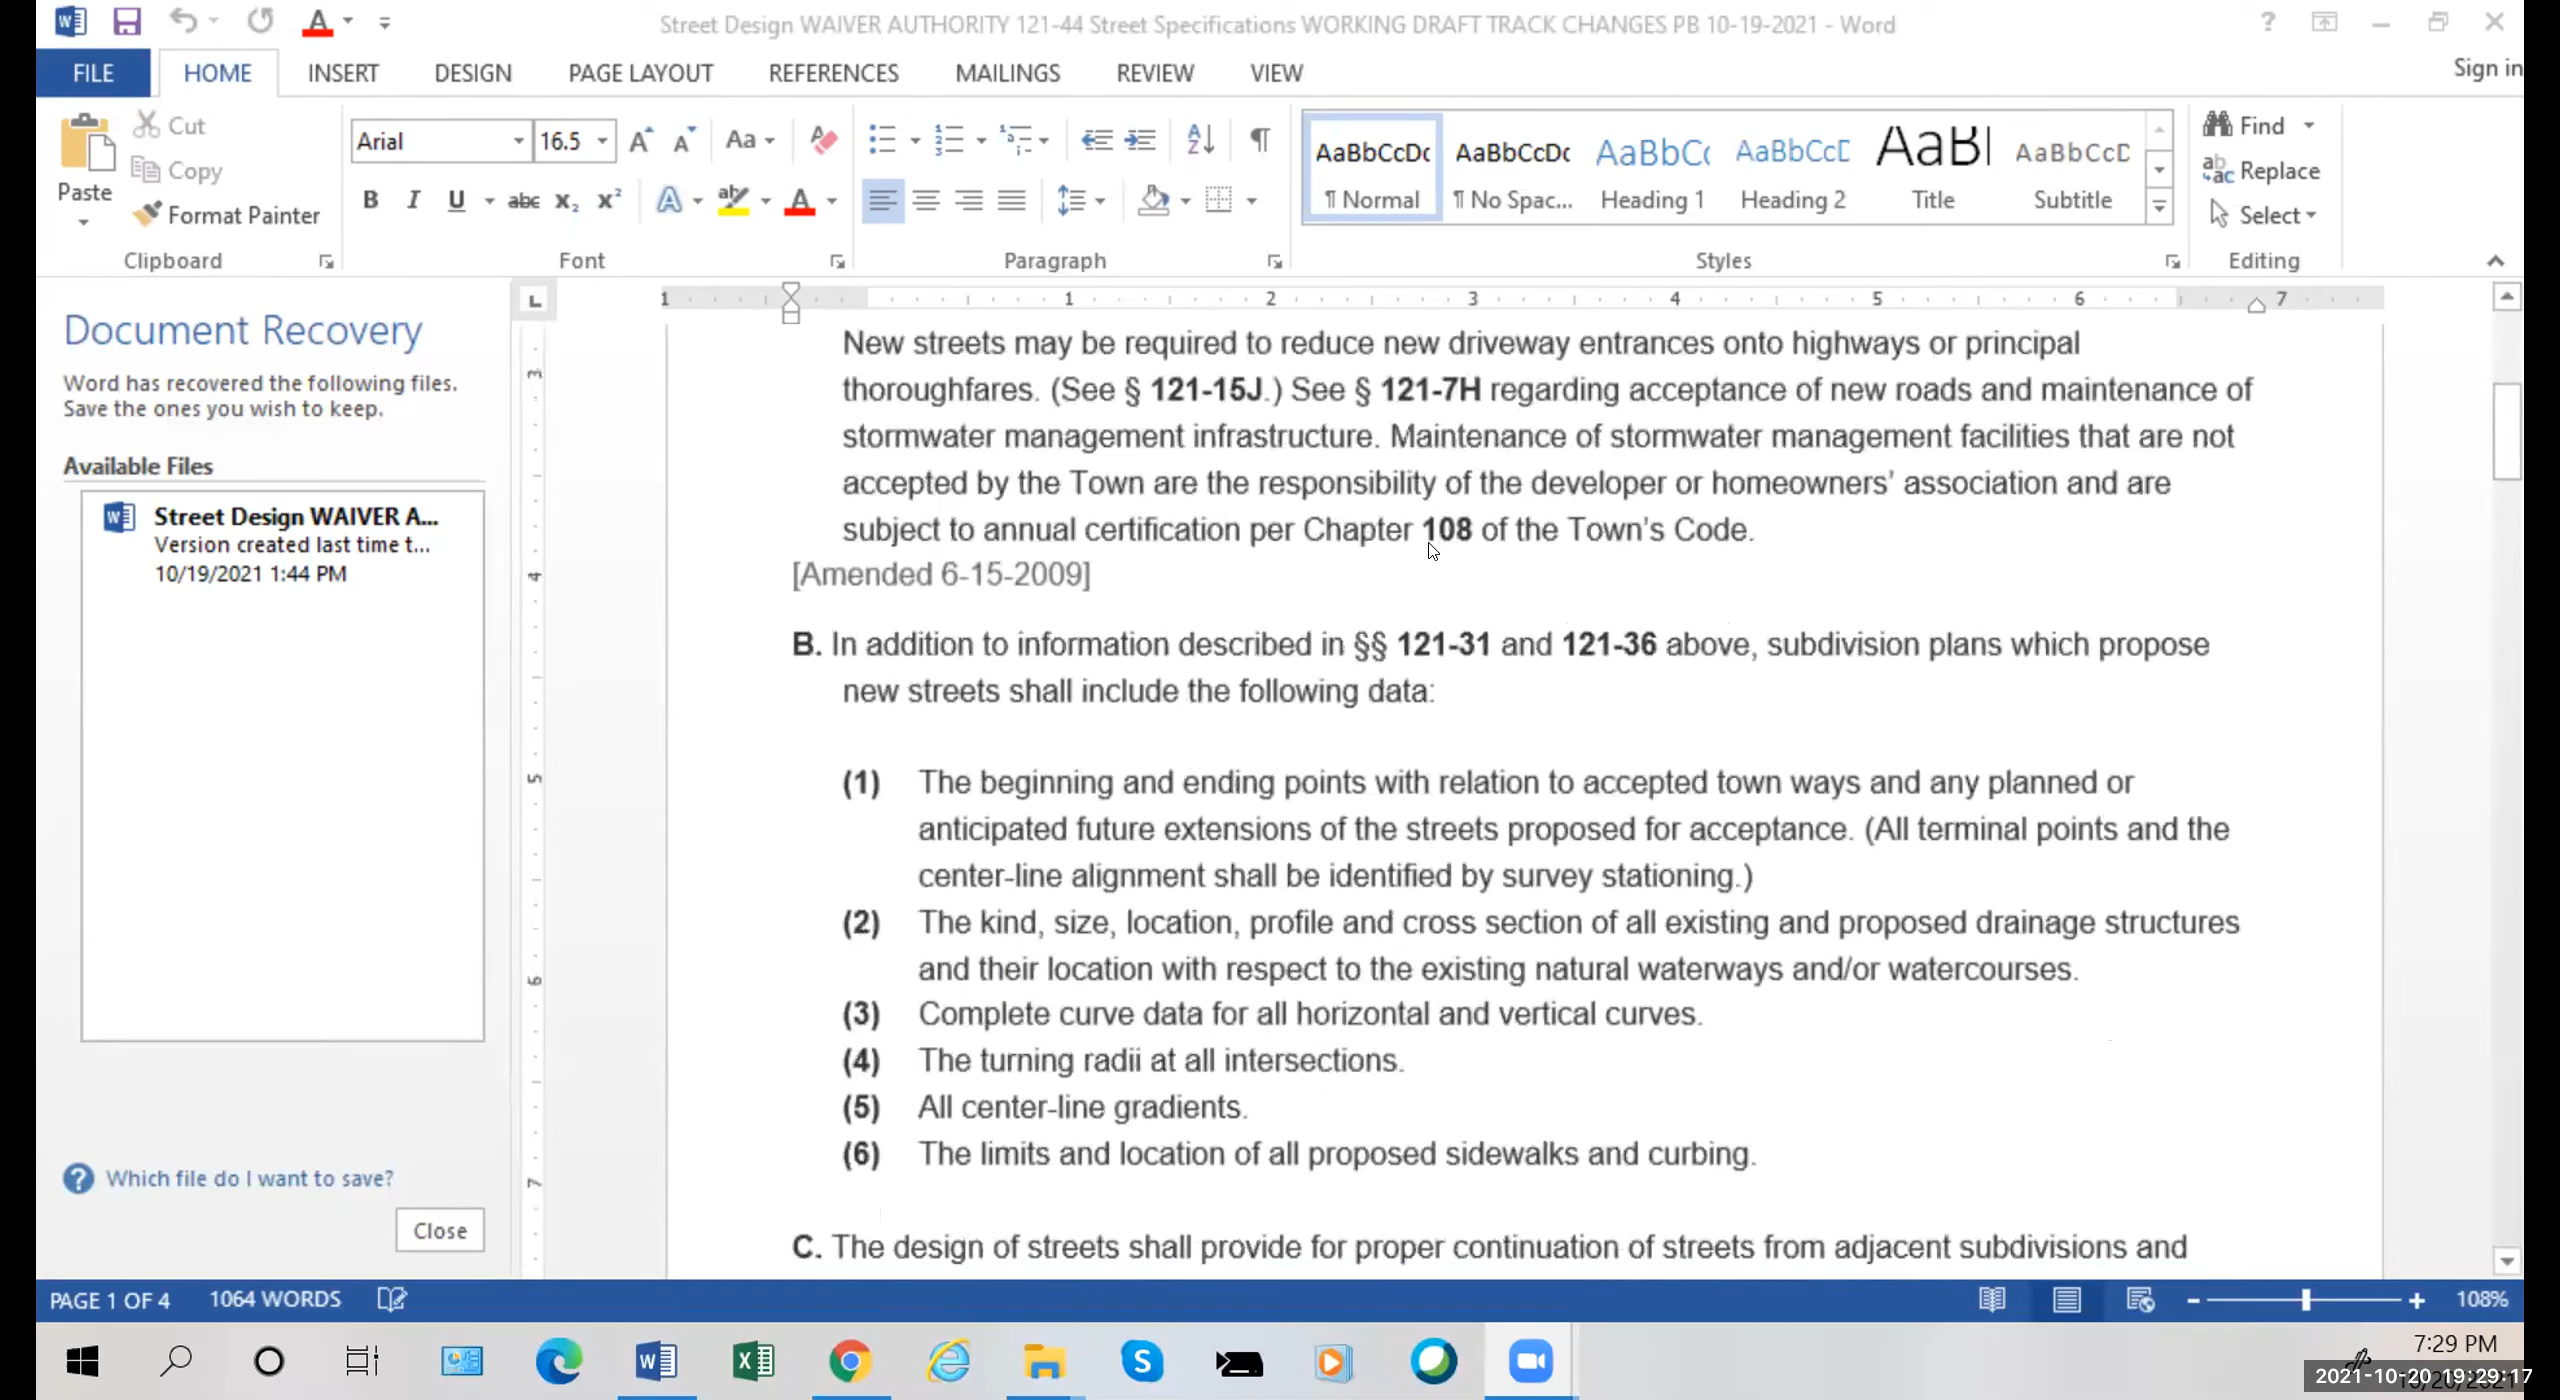 Street Design WAIVER AUTHORITY 121-44 Street Specifications WORKING DRAFT TRACK CHANGES PB 10-19-2021 - Word
FILE HOME INSERT DESIGN PAGE LAYOUT REFERENCES MAILINGS REVIEW VIEW
Sign in
Paste
Cut
Copy
Format Painter
Clipboard
Arial 16.5
Font
Paragraph
AaBbCcDc AaBbCcDc AaBbC AaBbCcD AaB AaBbCcD
¶ Normal ¶ No Spac... Heading 1 Heading 2 Title Subtitle
Styles
Find
Replace
Select
Editing
Document Recovery
Word has recovered the following files.
Save the ones you wish to keep.
Available Files
Street Design WAIVER A...
Version created last time t...
10/19/2021 1:44 PM
Which file do I want to save?
Close
1 1 2 3 4 5 6 7
3
4
5
6
7
New streets may be required to reduce new driveway entrances onto highways or principal
thoroughfares. (See § 121-15J.) See § 121-7H regarding acceptance of new roads and maintenance of
stormwater management infrastructure. Maintenance of stormwater management facilities that are not
accepted by the Town are the responsibility of the developer or homeowners' association and are
subject to annual certification per Chapter 108 of the Town's Code.
[Amended 6-15-2009]
B. In addition to information described in §§ 121-31 and 121-36 above, subdivision plans which propose
new streets shall include the following data:
(1) The beginning and ending points with relation to accepted town ways and any planned or
anticipated future extensions of the streets proposed for acceptance. (All terminal points and the
center-line alignment shall be identified by survey stationing.)
(2) The kind, size, location, profile and cross section of all existing and proposed drainage structures
and their location with respect to the existing natural waterways and/or watercourses.
(3) Complete curve data for all horizontal and vertical curves.
(4) The turning radii at all intersections.
(5) All center-line gradients.
(6) The limits and location of all proposed sidewalks and curbing.
C. The design of streets shall provide for proper continuation of streets from adjacent subdivisions and
PAGE 1 OF 4 1064 WORDS
108%
7:29 PM
2021-10-20 19:29:17